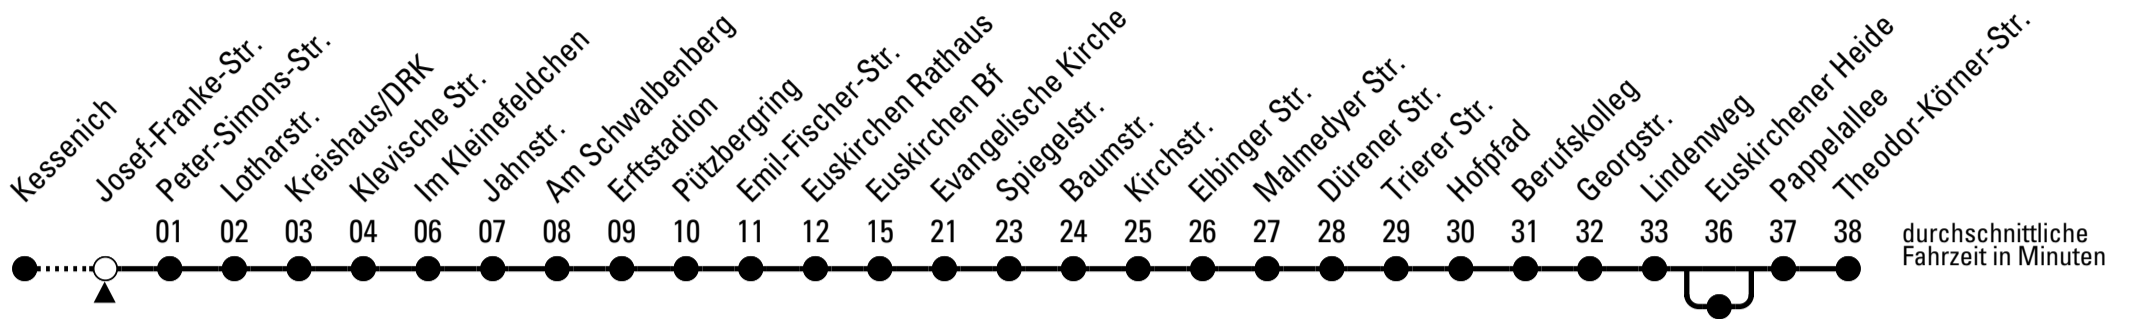 Kessenich
Josef-Franke-Str.
Peter-Simons-Str.
Lotharstr.
Kreishaus/DRK
Klevische Str.
Im Kleinefeldchen
Jahnstr.
Am Schwalbenberg
Erftstadion
Pützbergring
Emil-Fischer-Str.
Euskirchen Rathaus
Euskirchen Bf
Evangelische Kirche
Spiegelstr.
Baumstr.
Kirchstr.
Elbinger Str.
Malmedyer Str.
Dürener Str.
Trierer Str.
Hofpfad
Berufskolleg
Georgstr.
Lindenweg
Euskirchener Heide
Pappelallee
Theodor-Körner-Str.
01 02 03 04 06 07 08 09 10 11 12 15 21 23 24 25 26 27 28 29 30 31 32 33 36 37 38
durchschnittliche
Fahrzeit in Minuten